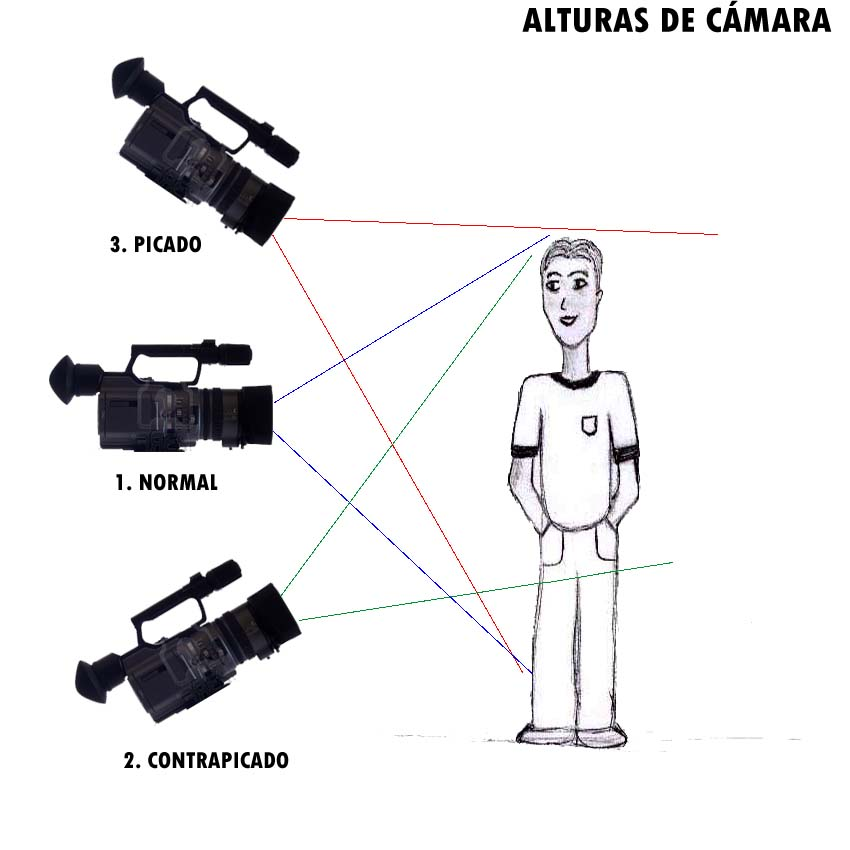 ALTURAS DE CÁMARA
3. PICADO
1. NORMAL
2. CONTRAPICADO